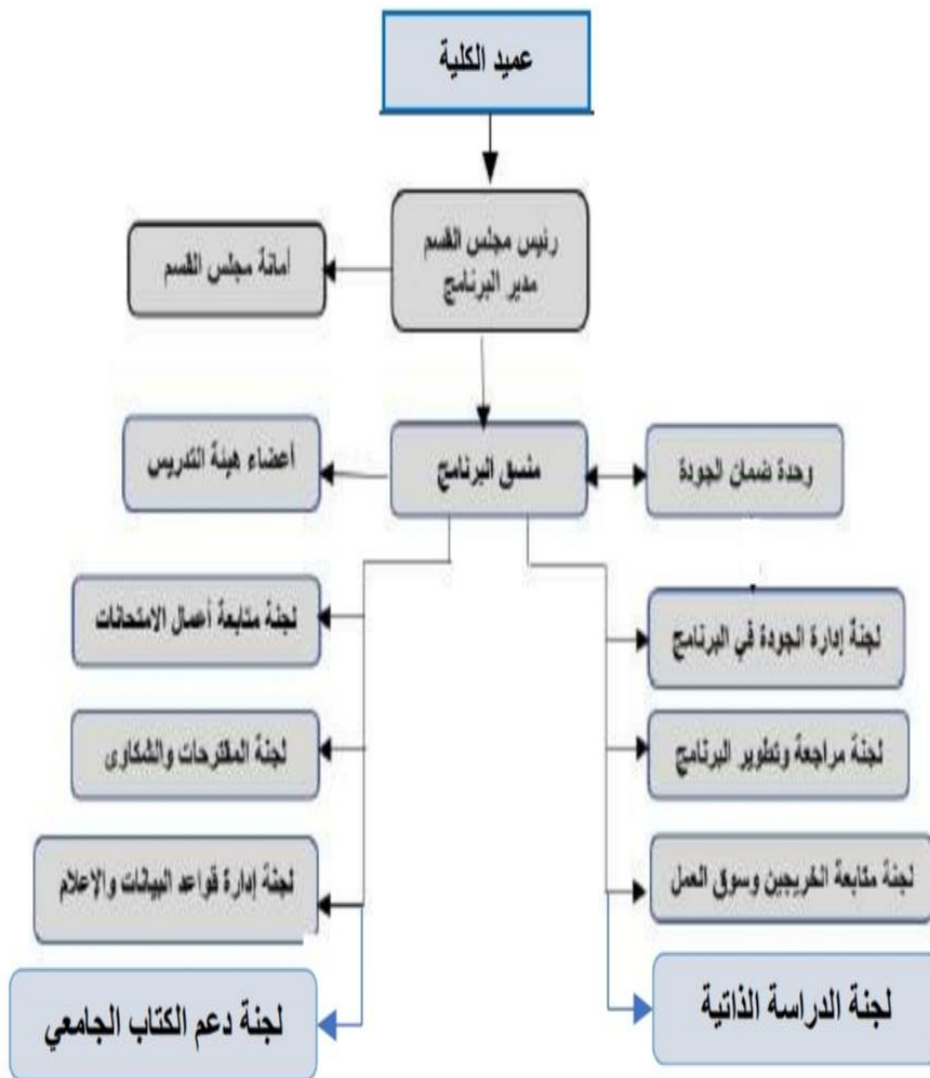 عميد الكلية
رئيس مجلس القسم
مدير البرنامج
أمانة مجلس القسم
وحدة ضمان الجودة
منسق البرنامج
أعضاء هيئة التدريس
لجنة إدارة الجودة في البرنامج
لجنة متابعة أعمال الامتحانات
لجنة مراجعة وتطوير البرنامج
لجنة المقترحات والشكاوى
لجنة متابعة الخريجين وسوق العمل
لجنة إدارة قواعد البيانات والإعلام
لجنة الدراسة الذاتية
لجنة دعم الكتاب الجامعي